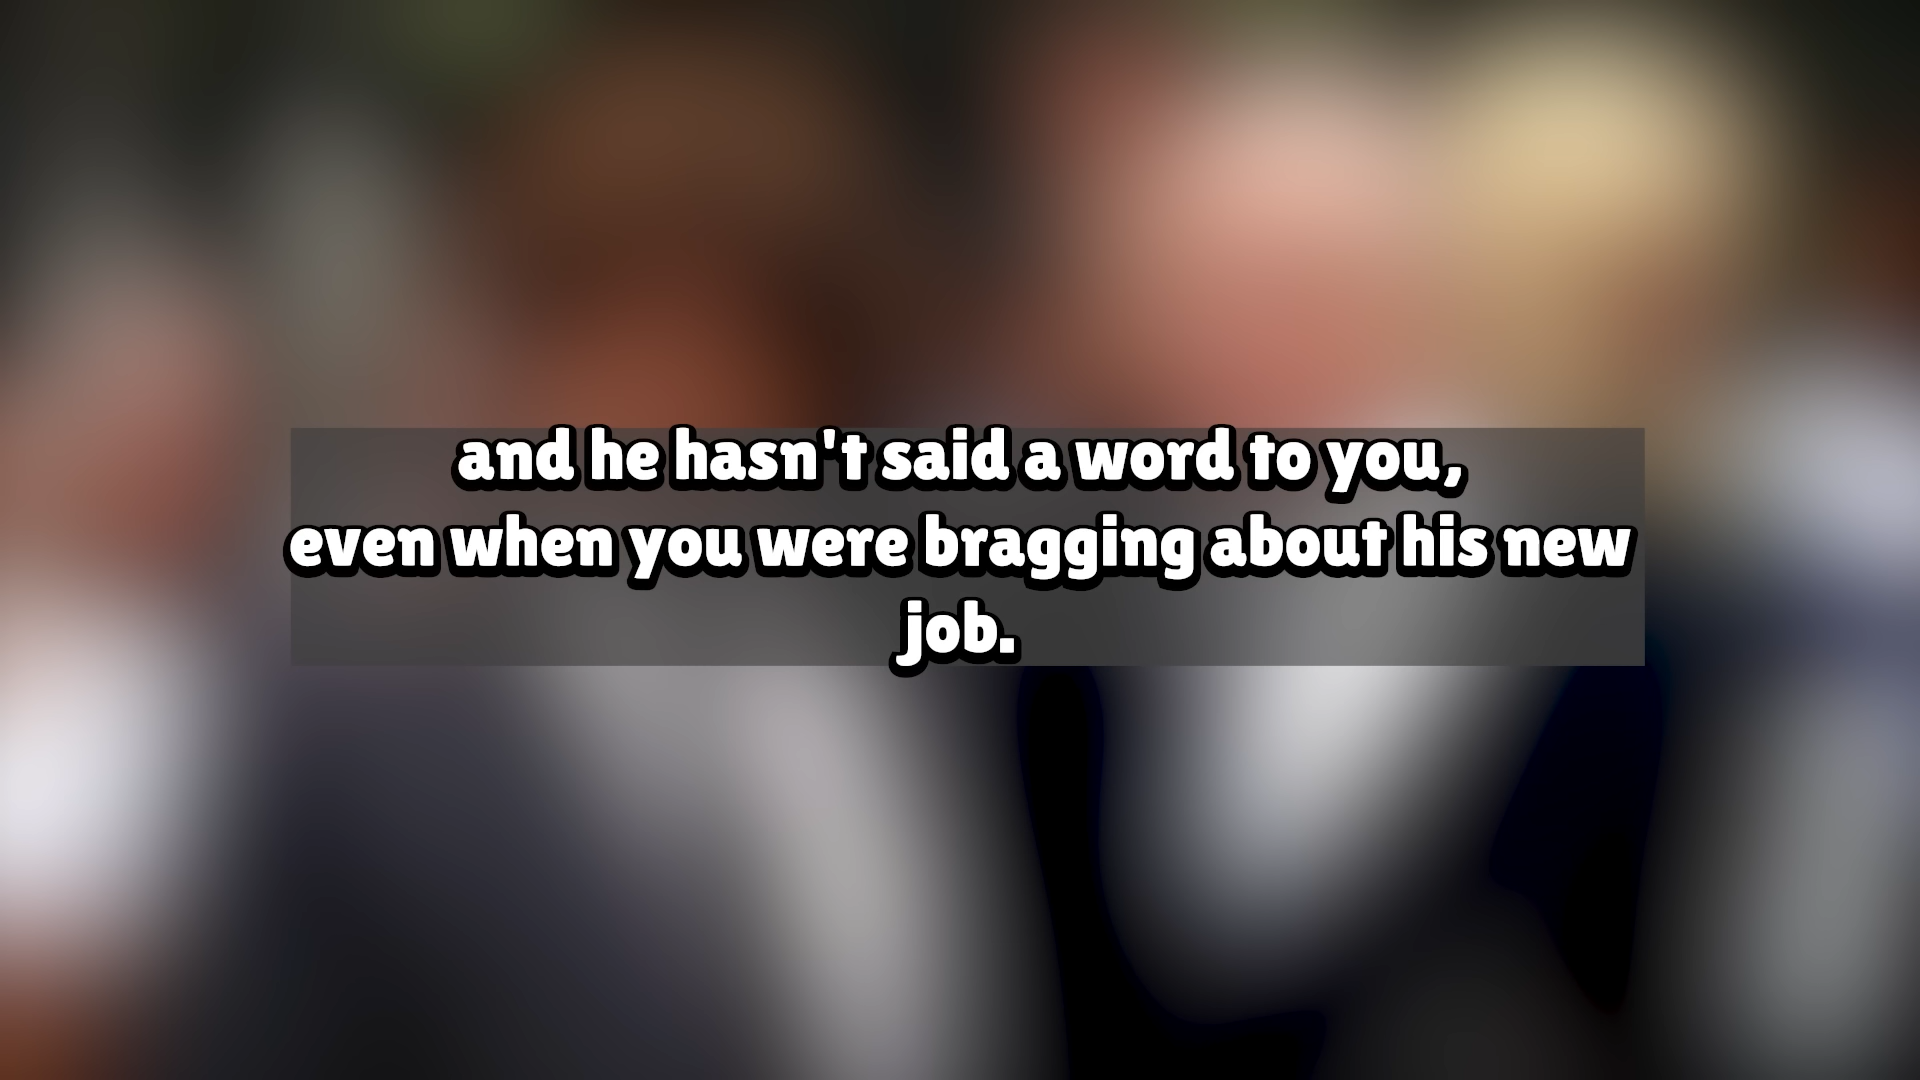 and he hasn't said a word to you,
even when you were bragging about his new
job.